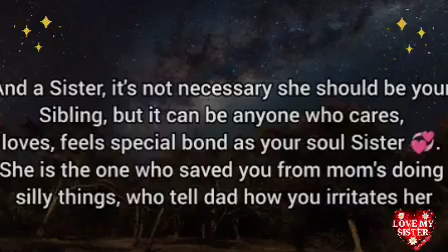 And a Sister, it's not necessary she should be your
Sibling, but it can be anyone who cares,
loves, feels special bond as your soul Sister 💞.
She is the one who saved you from mom's doing
silly things, who tell dad how you irritates her
LOVE MY
SISTER